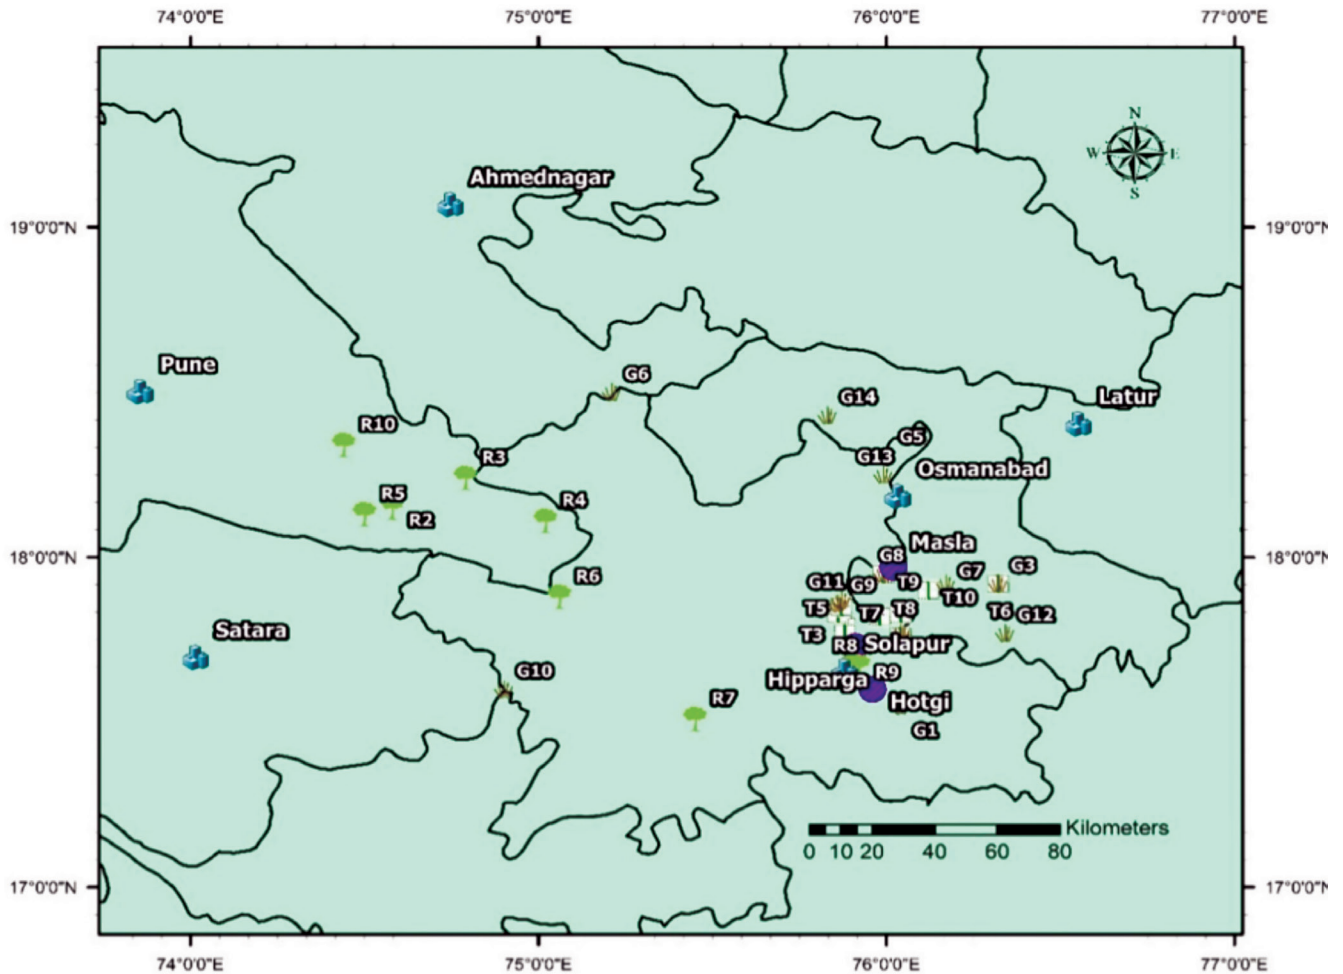 74°0'0"E 75°0'0"E 76°0'0"E 77°0'0"E
N
W E
S
Ahmednagar
19°0'0"N 19°0'0"N
Pune
G6
Latur
G14
R10
G5
G13
R3
Osmanabad
R5
R4
R2
Masla
18°0'0"N G8 18°0'0"N
G11 G9 T9 G7 G3
R6
T10
T5 T7 T8 T6 G12
T3
Satara
R8 Solapur
G10 Hipparga R9
R7 Hotgi
G1
Kilometers
0 10 20 40 60 80
17°0'0"N 17°0'0"N
74°0'0"E 75°0'0"E 76°0'0"E 77°0'0"E